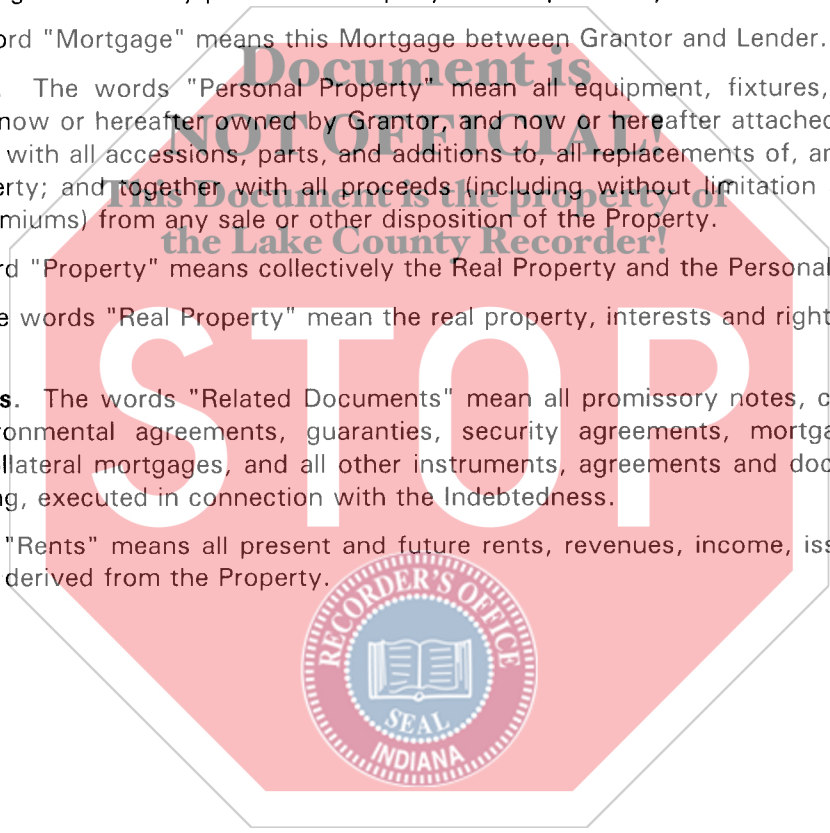 ord "Mortgage" means this Mortgage between Grantor and Lender.
Document is
. The words "Personal Property" mean all equipment, fixtures,
now or hereafter owned by Grantor, and now or hereafter attached
NOT OFFICIAL!
with all accessions, parts, and additions to, all replacements of, an
erty; and together with all proceeds (including without limitation
This Document is the property of
miums) from any sale or other disposition of the Property.
the Lake County Recorder!
rd "Property" means collectively the Real Property and the Personal
e words "Real Property" mean the real property, interests and right
STOP
s. The words "Related Documents" mean all promissory notes, c
onmental agreements, guaranties, security agreements, mortga
llateral mortgages, and all other instruments, agreements and doc
ng, executed in connection with the Indebtedness.
"Rents" means all present and future rents, revenues, income, iss
derived from the Property.
RECORDER'S OFFICE
SEAL
INDIANA